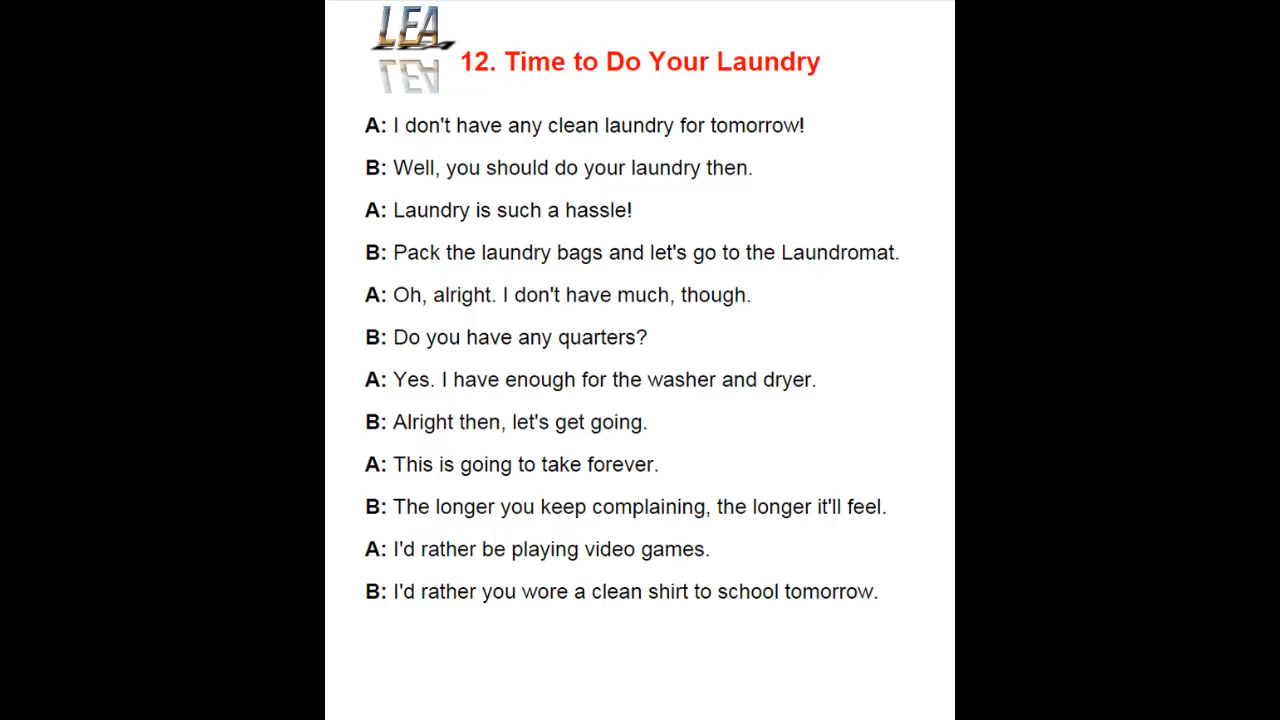 LEA
12. Time to Do Your Laundry
A: I don't have any clean laundry for tomorrow!
B: Well, you should do your laundry then.
A: Laundry is such a hassle!
B: Pack the laundry bags and let's go to the Laundromat.
A: Oh, alright. I don't have much, though.
B: Do you have any quarters?
A: Yes. I have enough for the washer and dryer.
B: Alright then, let's get going.
A: This is going to take forever.
B: The longer you keep complaining, the longer it'll feel.
A: I'd rather be playing video games.
B: I'd rather you wore a clean shirt to school tomorrow.